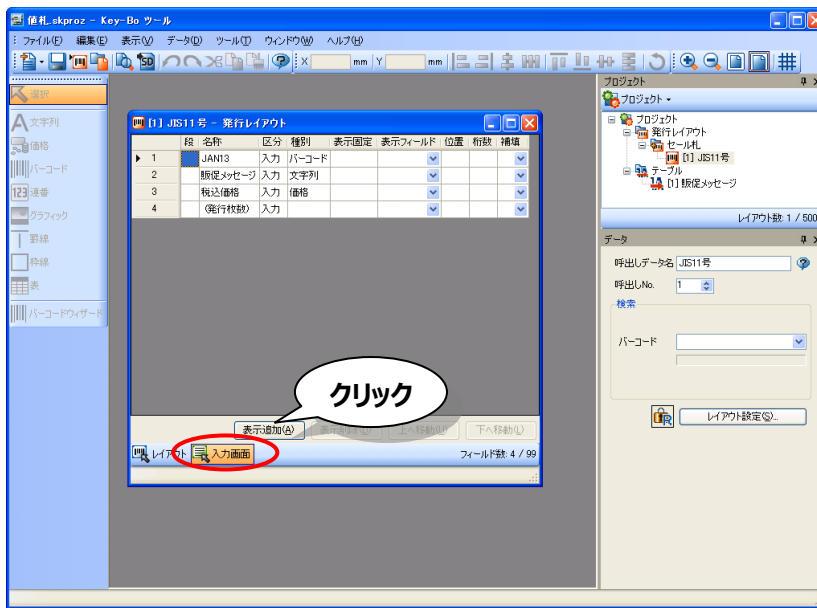 値札.skproz - Key-Bo ツール
ファイル(F) 編集(E) 表示(V) データ(D) ツール(T) ウィンドウ(W) ヘルプ(H)
X mm Y mm
選択
文字列
価格
バーコード
連番
グラフィック
罫線
枠線
表
バーコードウィザード
[1] JIS11号 - 発行レイアウト
段 名称 区分 種別 表示固定 表示フィールド 位置 桁数 補填
1 JAN13 入力 バーコード
2 販促メッセージ 入力 文字列
3 税込価格 入力 価格
4 (発行枚数) 入力
クリック
表示追加(A) 下へ移動(L)
レイアウト 入力画面 フィールド数: 4 / 99
プロジェクト
プロジェクト
プロジェクト
発行レイアウト
セール札
[1] JIS11号
テーブル
[1] 販促メッセージ
レイアウト数: 1 / 500
データ
呼出しデータ名 JIS11号
呼出しNo. 1
検索
バーコード
レイアウト設定(S)...